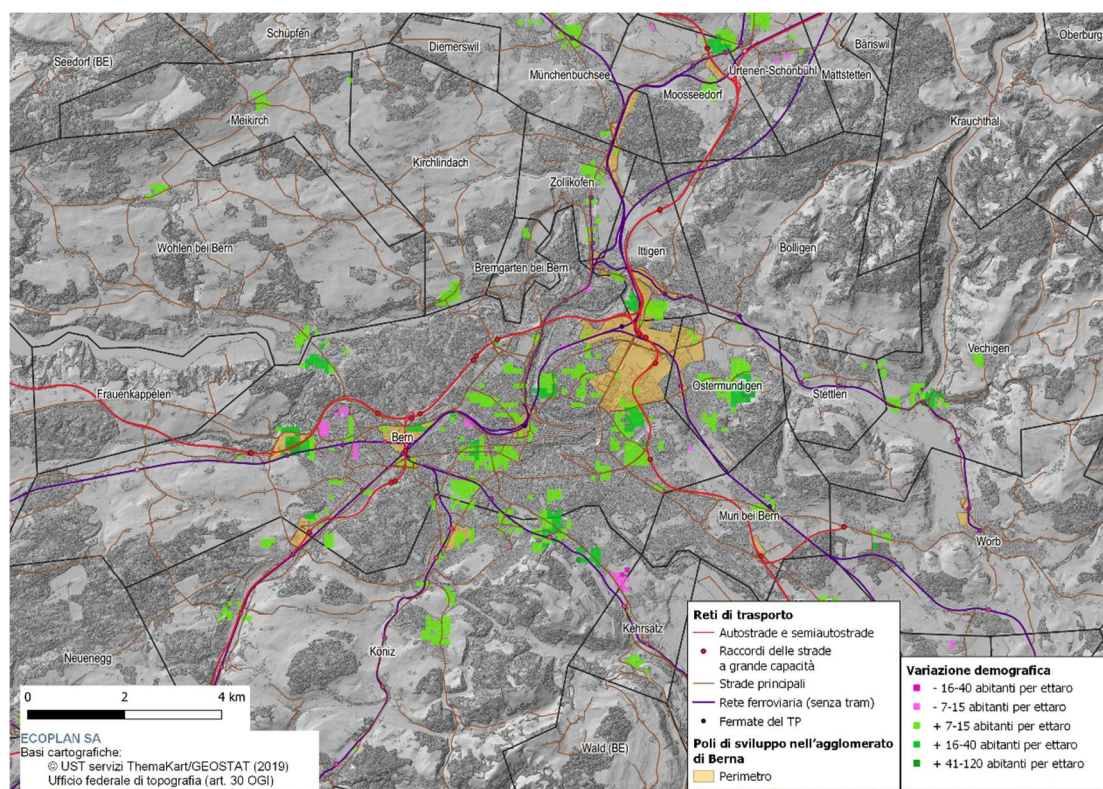 Schüpfen
Diemerswil
Bäriswil
Oberburg
Seedorf (BE)
Münchenbuchsee
Urtenen-Schönbühl
Mattstetten
Moosseedorf
Meikirch
Krauchthal
Kirchlindach
Zollikofen
Wohlen bei Bern
Ittigen
Bolligen
Bremgarten bei Bern
Vechigen
Frauenkappelen
Ostermundigen
Stettlen
Bern
Muri bei Bern
Worb
Neuenegg
Köniz
Kehrsatz
Wald (BE)
0 2 4 km
ECOPLAN SA
Basi cartografiche:
© UST servizi ThemaKart/GEOSTAT (2019)
Ufficio federale di topografia (art. 30 OGI)
Reti di trasporto
Autostrade e semiautostrade
Raccordi delle strade
a grande capacità
Strade principali
Rete ferroviaria (senza tram)
Fermate del TP
Poli di sviluppo nell'agglomerato
di Berna
Perimetro
Variazione demografica
- 16-40 abitanti per ettaro
- 7-15 abitanti per ettaro
+ 7-15 abitanti per ettaro
+ 16-40 abitanti per ettaro
+ 41-120 abitanti per ettaro